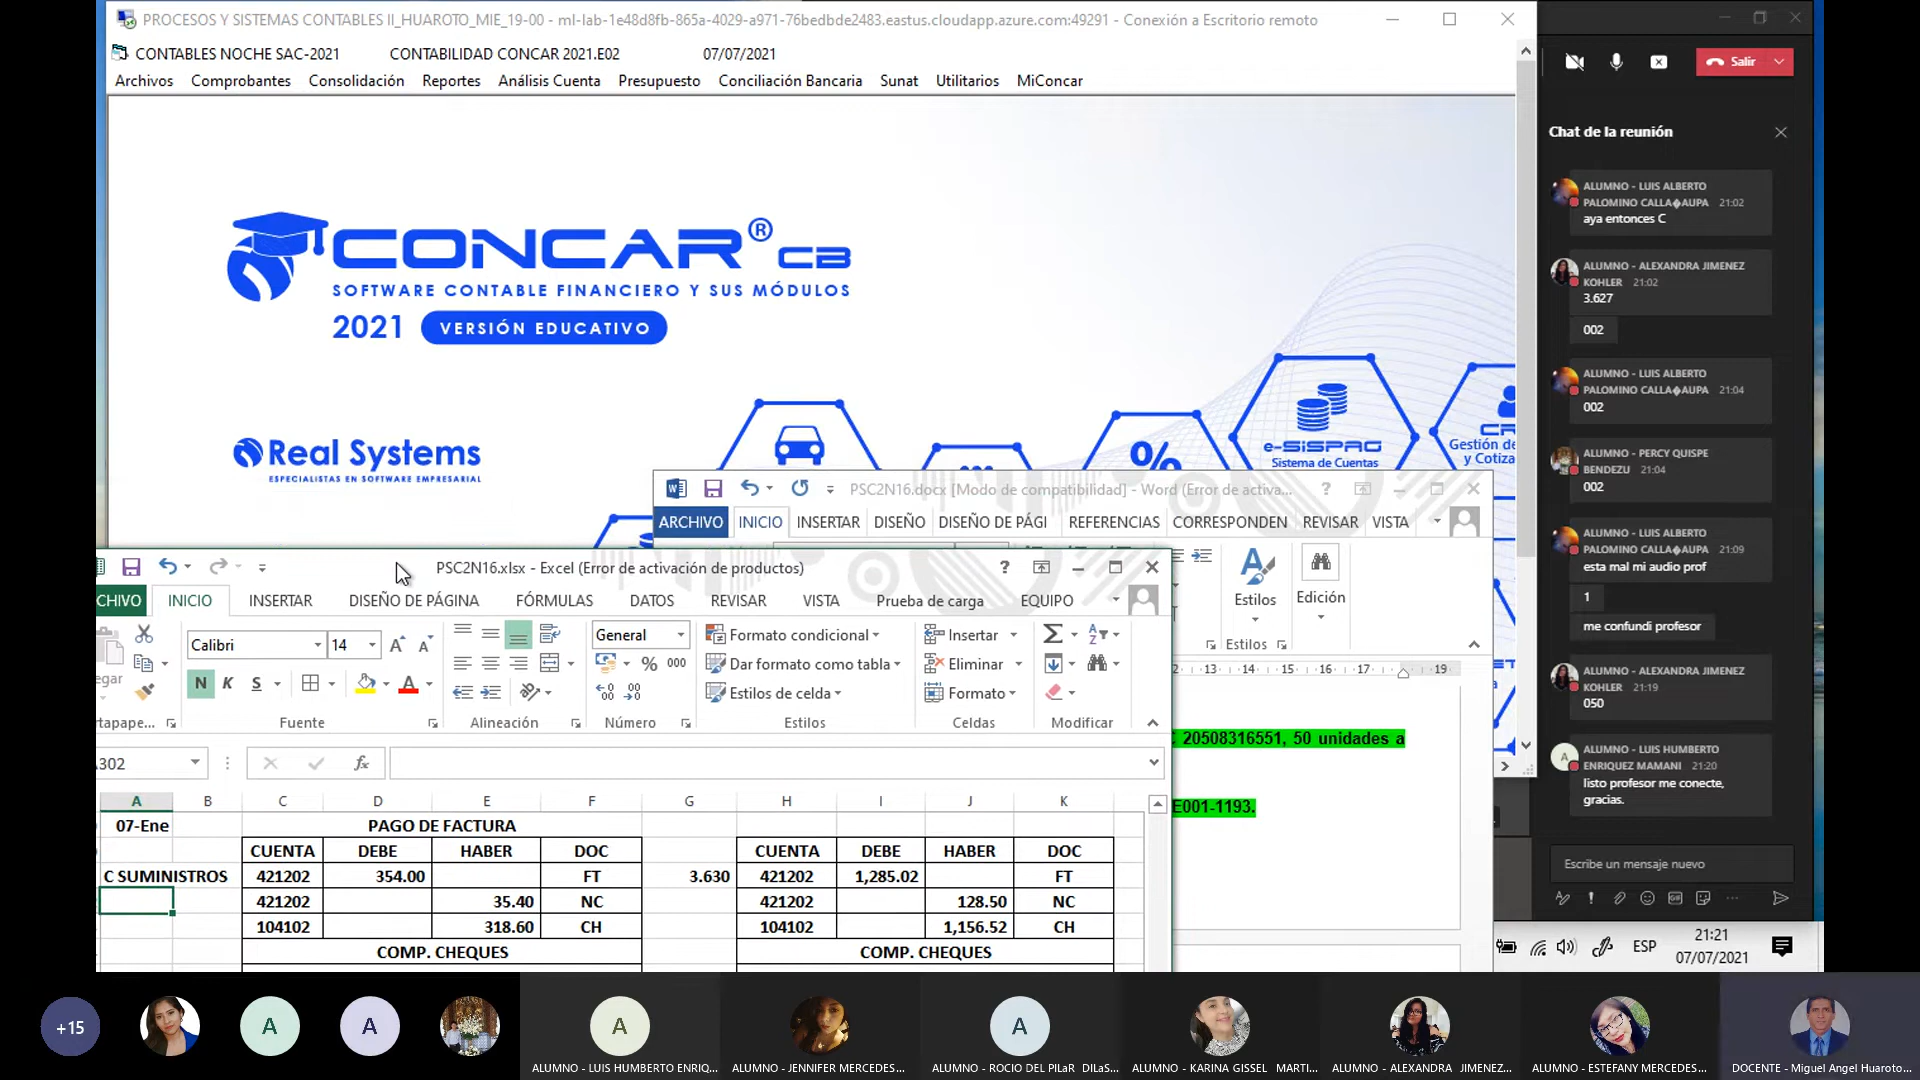 PROCESOS Y SISTEMAS CONTABLES II_HUAROTO_MIE_19-00 - ml-lab-1e48d8fb-865a-4029-a971-76bedbde2483.eastus.cloudapp.azure.com:49291 - Conexión a Escritorio remoto
CONTABLES NOCHE SAC-2021 CONTABILIDAD CONCAR 2021.E02 07/07/2021
Archivos Comprobantes Consolidación Reportes Análisis Cuenta Presupuesto Conciliación Bancaria Sunat Utilitarios MiConcar
CONCAR® CB
SOFTWARE CONTABLE FINANCIERO Y SUS MÓDULOS
2021 VERSIÓN EDUCATIVO
Real Systems
ESPECIALISTAS EN SOFTWARE EMPRESARIAL
%
e-SISPAG
Sistema de Cuentas
CR
Gestión de
y Cotiza
PSC2N16.docx [Modo de compatibilidad] - Word (Error de activa...
ARCHIVO INICIO INSERTAR DISEÑO DISEÑO DE PÁGI REFERENCIAS CORRESPONDEN REVISAR VISTA
Estilos Edición
Estilos
·13· ·14· ·15· ·16· ·17· ·19·
20508316551, 50 unidades a
E001-1193.
PSC2N16.xlsx - Excel (Error de activación de productos)
CHIVO INICIO INSERTAR DISEÑO DE PÁGINA FÓRMULAS DATOS REVISAR VISTA Prueba de carga EQUIPO
Calibri 14 General
N K S
% 000
Formato condicional
Dar formato como tabla
Estilos de celda
Insertar
Eliminar
Formato
egar
rtapape... Fuente Alineación Número Estilos Celdas Modificar
302 fx
A B C D E F G H I J K
07-Ene PAGO DE FACTURA
CUENTA DEBE HABER DOC CUENTA DEBE HABER DOC
C SUMINISTROS 421202 354.00 FT 3.630 421202 1,285.02 FT
421202 35.40 NC 421202 128.50 NC
104102 318.60 CH 104102 1,156.52 CH
COMP. CHEQUES COMP. CHEQUES
Salir
Chat de la reunión
ALUMNO - LUIS ALBERTO
PALOMINO CALLA�AUPA 21:02
aya entonces C
ALUMNO - ALEXANDRA JIMENEZ
KOHLER 21:02
3.627
002
ALUMNO - LUIS ALBERTO
PALOMINO CALLA�AUPA 21:04
002
ALUMNO - PERCY QUISPE
BENDEZU 21:04
002
ALUMNO - LUIS ALBERTO
PALOMINO CALLA�AUPA 21:09
esta mal mi audio prof
1
me confundi profesor
ALUMNO - ALEXANDRA JIMENEZ
KOHLER 21:19
050
A
ALUMNO - LUIS HUMBERTO
ENRIQUEZ MAMANI 21:20
listo profesor me conecte,
gracias.
Escribe un mensaje nuevo
ESP
21:21
07/07/2021
+15 A A A A
ALUMNO - LUIS HUMBERTO ENRIQ... ALUMNO - JENNIFER MERCEDES... ALUMNO - ROCIO DEL PILaR DILaS... ALUMNO - KARINA GISSEL MARTI... ALUMNO - ALEXANDRA JIMENEZ... ALUMNO - ESTEFANY MERCEDES... DOCENTE - Miguel Angel Huaroto...